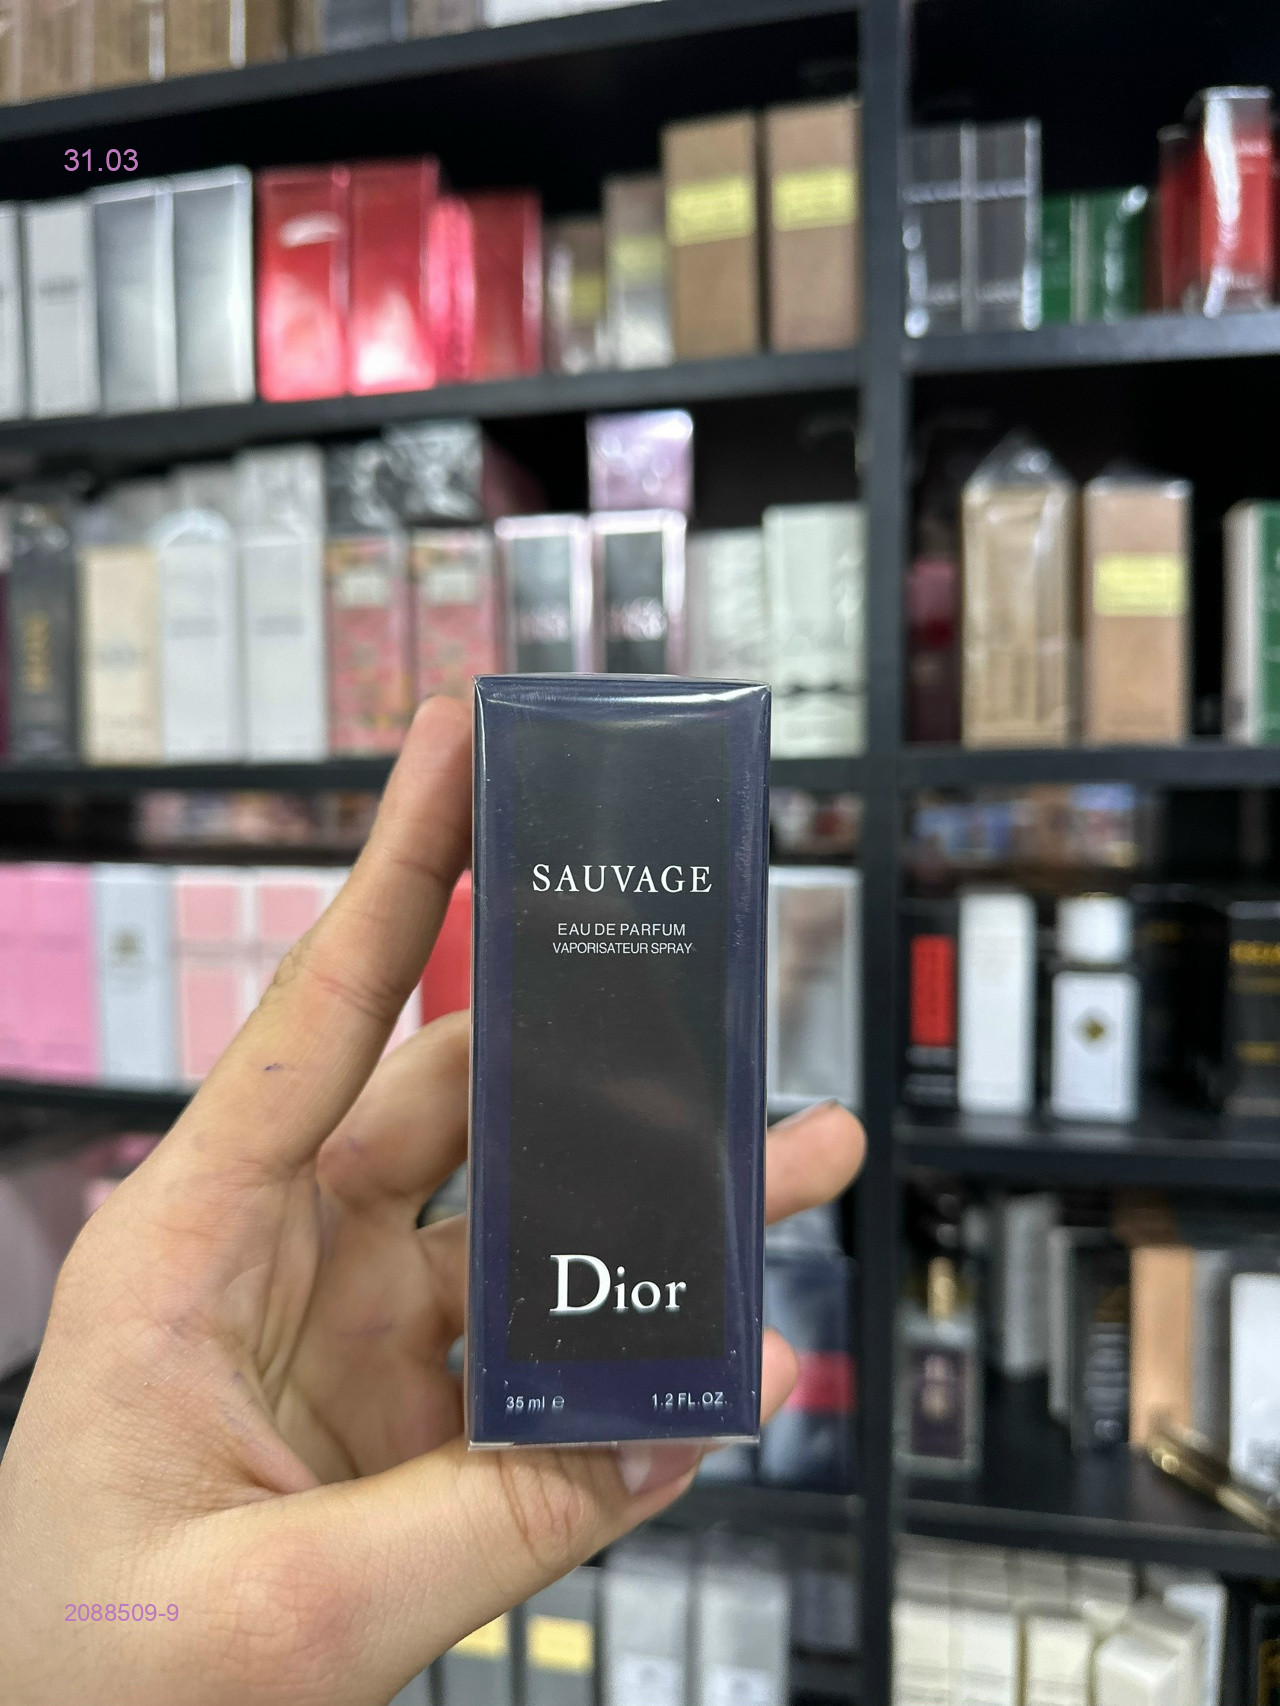 31.03
SAUVAGE
EAU DE PARFUM
VAPORISATEUR SPRAY
Dior
35 ml ℮ 1.2 FL.OZ.
2088509-9